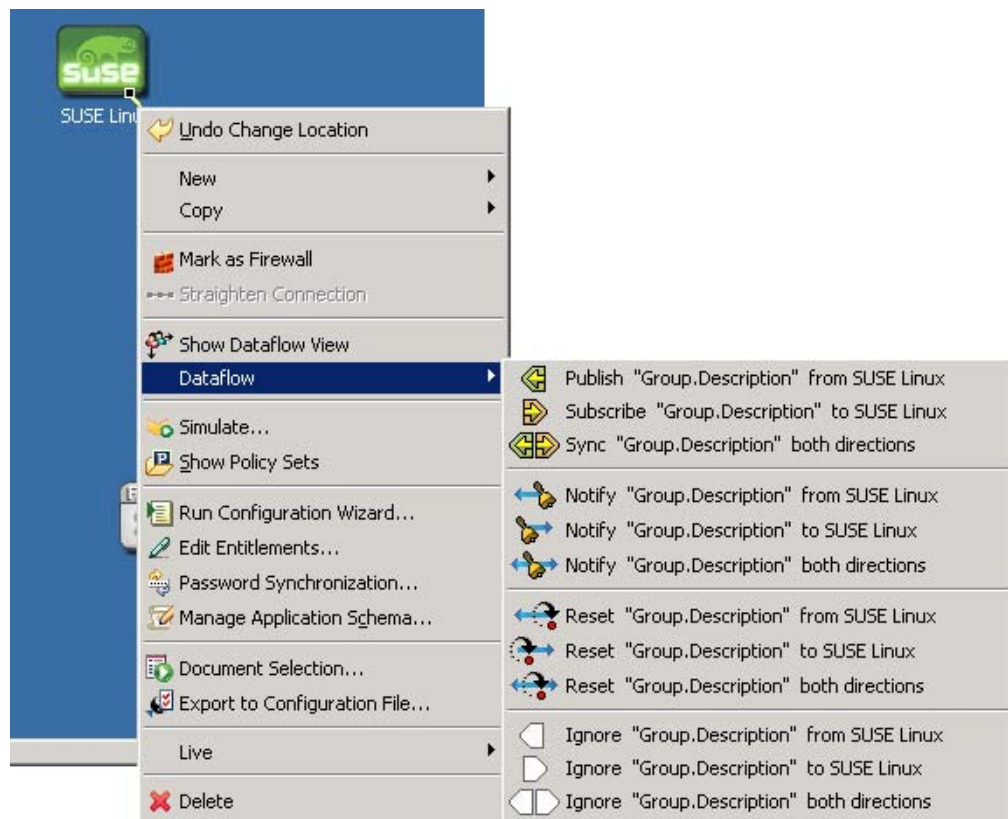 SUSE
SUSE Linu
Undo Change Location
New
Copy
Mark as Firewall
Straighten Connection
Show Dataflow View
Dataflow
Simulate...
Show Policy Sets
Run Configuration Wizard...
Edit Entitlements...
Password Synchronization...
Manage Application Schema...
Document Selection...
Export to Configuration File...
Live
Delete
Publish "Group.Description" from SUSE Linux
Subscribe "Group.Description" to SUSE Linux
Sync "Group.Description" both directions
Notify "Group.Description" from SUSE Linux
Notify "Group.Description" to SUSE Linux
Notify "Group.Description" both directions
Reset "Group.Description" from SUSE Linux
Reset "Group.Description" to SUSE Linux
Reset "Group.Description" both directions
Ignore "Group.Description" from SUSE Linux
Ignore "Group.Description" to SUSE Linux
Ignore "Group.Description" both directions